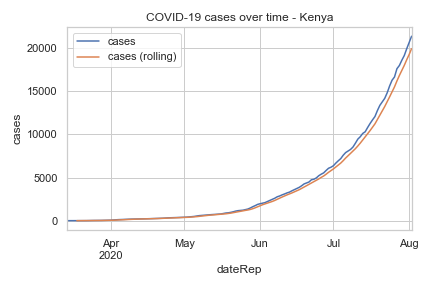 COVID-19 cases over time - Kenya
cases
cases (rolling)
20000
15000
10000
5000
0
cases
Apr
2020
May
Jun
Jul
Aug
dateRep